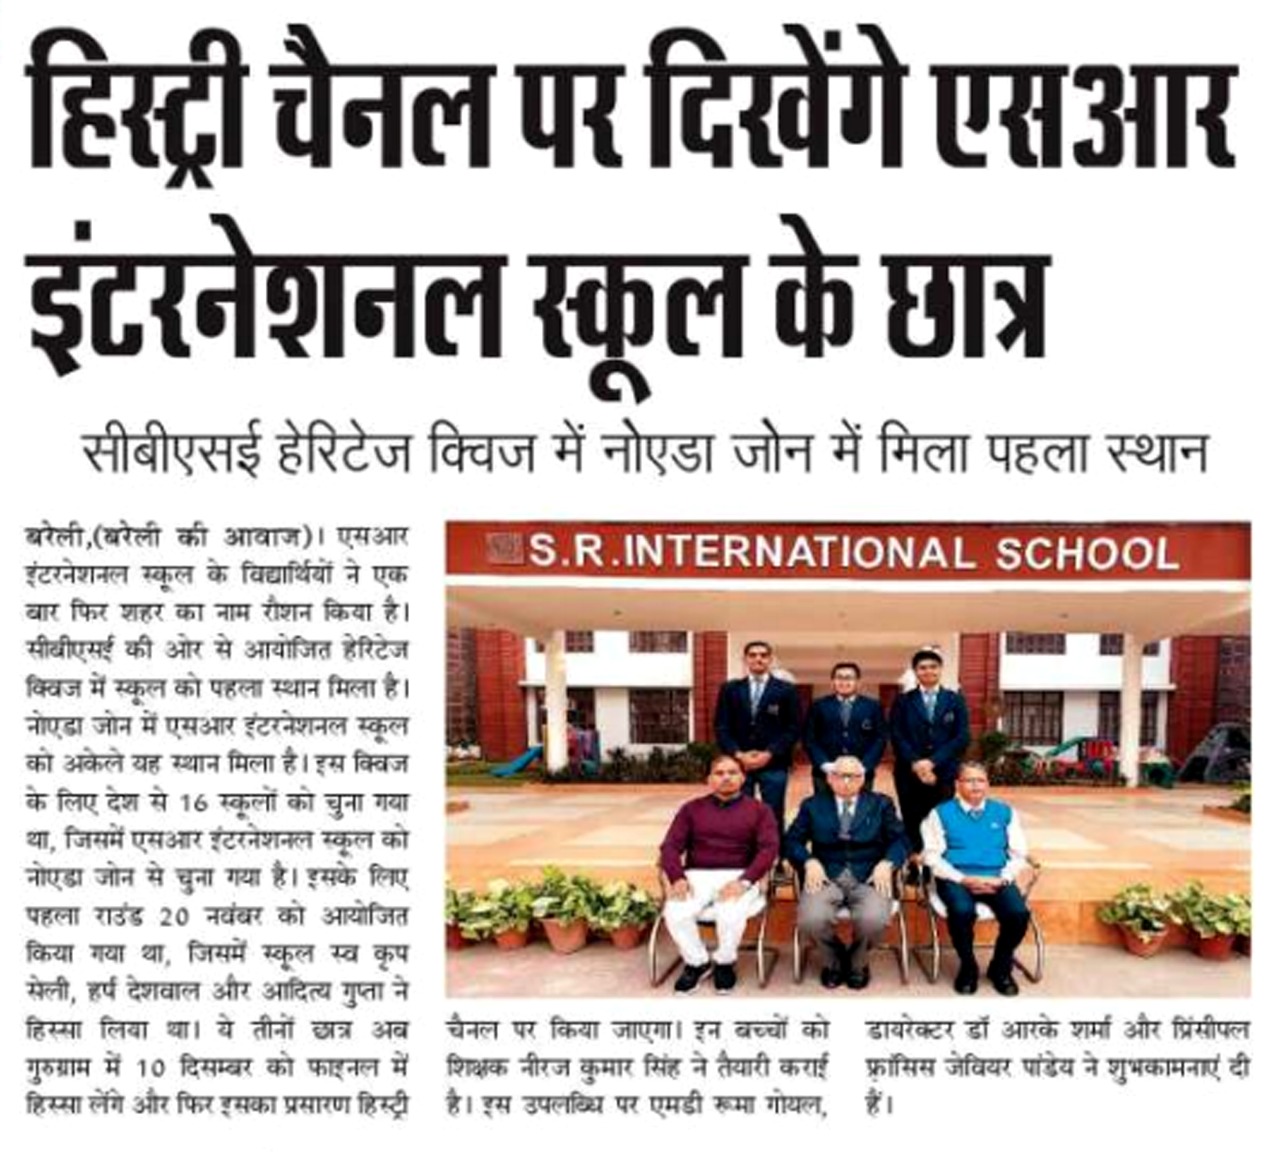 हिस्ट्री चैनल पर दिखेंगे एसआर
इंटरनेशनल स्कूल के छात्र
सीबीएसई हेरिटेज क्विज में नोएडा जोन में मिला पहला स्थान
बरेली,(बरेली की आवाज)। एसआर
इंटरनेशनल स्कूल के विद्यार्थियों ने एक
बार फिर शहर का नाम रौशन किया है।
सीबीएसई की ओर से आयोजित हेरिटेज
क्विज में स्कूल को पहला स्थान मिला है।
नोएडा जोन में एसआर इंटरनेशनल स्कूल
को अकेले यह स्थान मिला है। इस क्विज
के लिए देश से 16 स्कूलों को चुना गया
था, जिसमें एसआर इंटरनेशनल स्कूल को
नोएडा जोन से चुना गया है। इसके लिए
पहला राउंड 20 नवंबर को आयोजित
किया गया था, जिसमें स्कूल स्व कृप
सेली, हर्ष देशवाल और आदित्य गुप्ता ने
हिस्सा लिया था। ये तीनों छात्र अब
गुरुग्राम में 10 दिसम्बर को फाइनल में
हिस्सा लेंगे और फिर इसका प्रसारण हिस्ट्री
S.R.INTERNATIONAL SCHOOL
चैनल पर किया जाएगा। इन बच्चों को
शिक्षक नीरज कुमार सिंह ने तैयारी कराई
है। इस उपलब्धि पर एमडी रूमा गोयल,
डायरेक्टर डॉ आरके शर्मा और प्रिंसीपल
फ्रांसिस जेवियर पांडेय ने शुभकामनाएं दी
हैं।